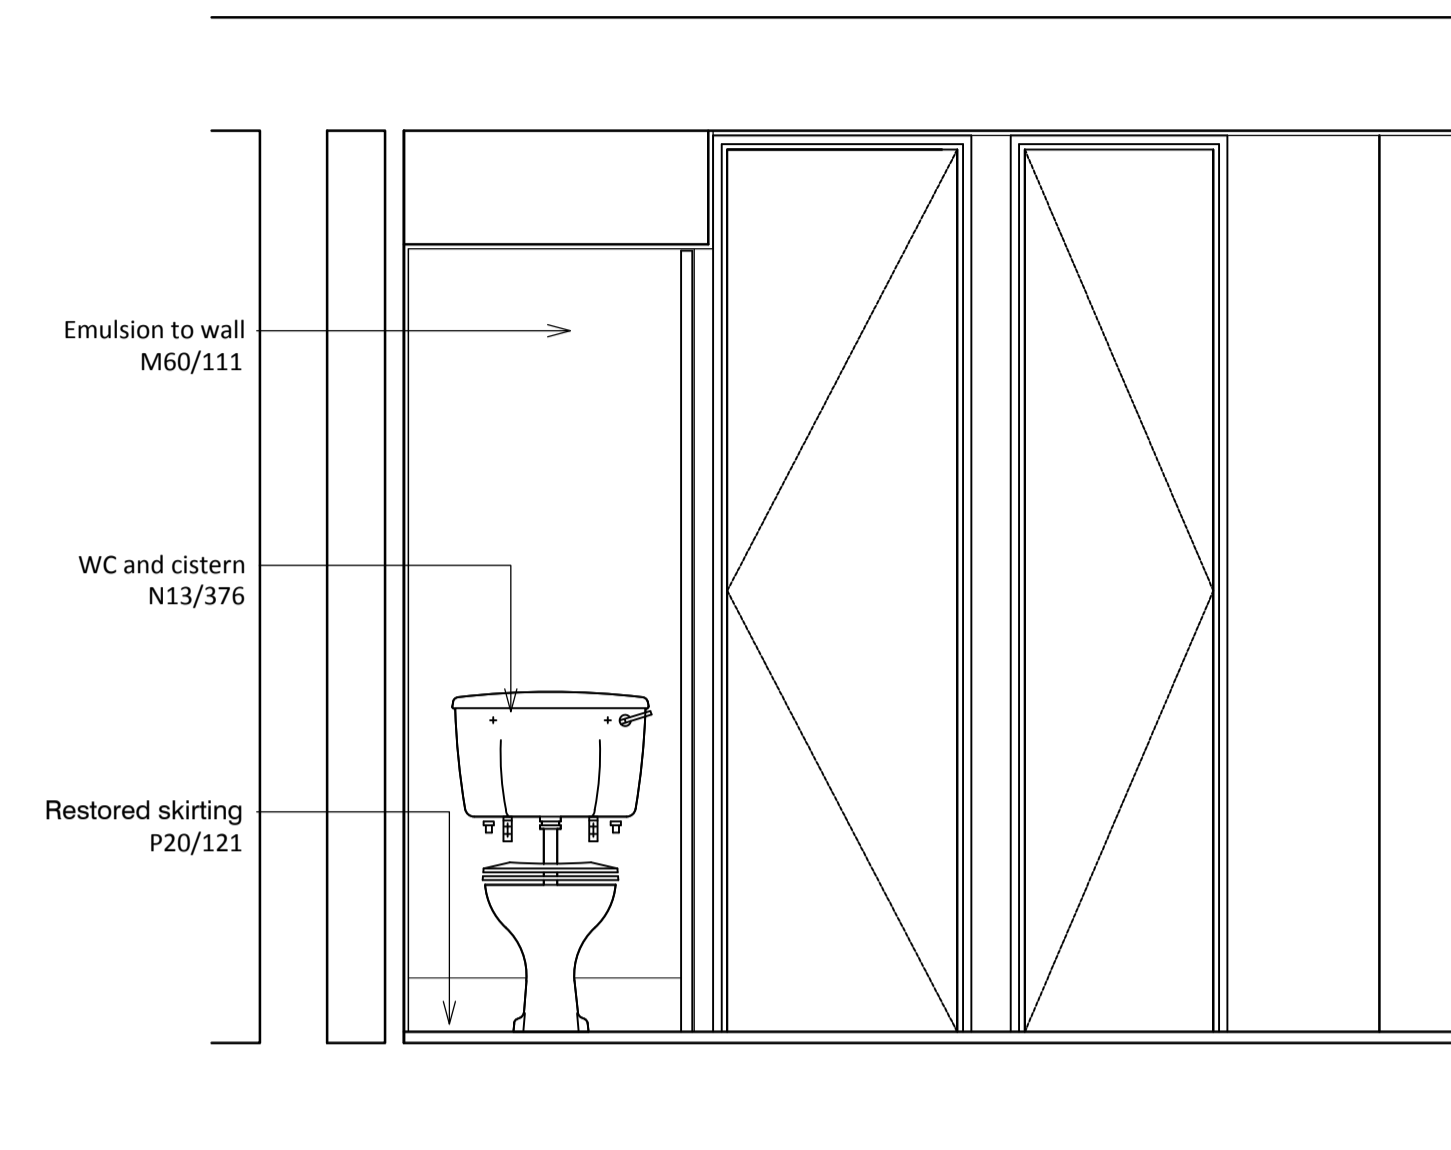 Emulsion to wall
M60/111
WC and cistern
N13/376
Restored skirting
P20/121